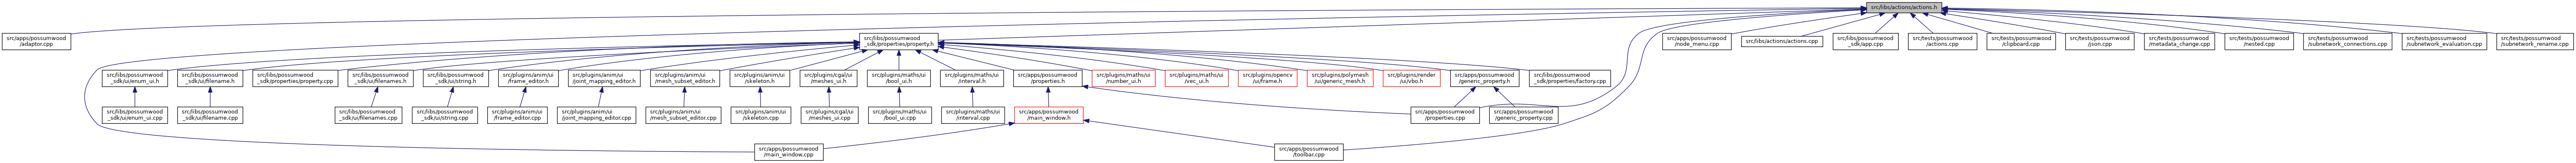 src/libs/actions/actions.h
src/apps/possumwood
/adaptor.cpp
src/libs/possumwood
_sdk/properties/property.h
src/apps/possumwood
/node_menu.cpp
src/libs/actions/actions.cpp
src/libs/possumwood
_sdk/app.cpp
src/tests/possumwood
/actions.cpp
src/tests/possumwood
/clipboard.cpp
src/tests/possumwood
/json.cpp
src/tests/possumwood
/metadata_change.cpp
src/tests/possumwood
/nested.cpp
src/tests/possumwood
/subnetwork_connections.cpp
src/tests/possumwood
/subnetwork_evaluation.cpp
src/tests/possumwood
/subnetwork_rename.cpp
src/libs/possumwood
_sdk/ui/enum_ui.h
src/libs/possumwood
_sdk/ui/filename.h
src/libs/possumwood
_sdk/properties/property.cpp
src/libs/possumwood
_sdk/ui/filenames.h
src/libs/possumwood
_sdk/ui/string.h
src/plugins/anim/ui
/frame_editor.h
src/plugins/anim/ui
/joint_mapping_editor.h
src/plugins/anim/ui
/mesh_subset_editor.h
src/plugins/anim/ui
/skeleton.h
src/plugins/cgal/ui
/meshes_ui.h
src/plugins/maths/ui
/bool_ui.h
src/plugins/maths/ui
/interval.h
src/apps/possumwood
/properties.h
src/plugins/maths/ui
/number_ui.h
src/plugins/maths/ui
/vec_ui.h
src/plugins/opencv
/ui/frame.h
src/plugins/polymesh
/ui/generic_mesh.h
src/plugins/render
/ui/vbo.h
src/apps/possumwood
/generic_property.h
src/libs/possumwood
_sdk/properties/factory.cpp
src/libs/possumwood
_sdk/ui/enum_ui.cpp
src/libs/possumwood
_sdk/ui/filename.cpp
src/libs/possumwood
_sdk/ui/filenames.cpp
src/libs/possumwood
_sdk/ui/string.cpp
src/plugins/anim/ui
/frame_editor.cpp
src/plugins/anim/ui
/joint_mapping_editor.cpp
src/plugins/anim/ui
/mesh_subset_editor.cpp
src/plugins/anim/ui
/skeleton.cpp
src/plugins/cgal/ui
/meshes_ui.cpp
src/plugins/maths/ui
/bool_ui.cpp
src/plugins/maths/ui
/interval.cpp
src/apps/possumwood
/main_window.h
src/apps/possumwood
/properties.cpp
src/apps/possumwood
/generic_property.cpp
src/apps/possumwood
/main_window.cpp
src/apps/possumwood
/toolbar.cpp